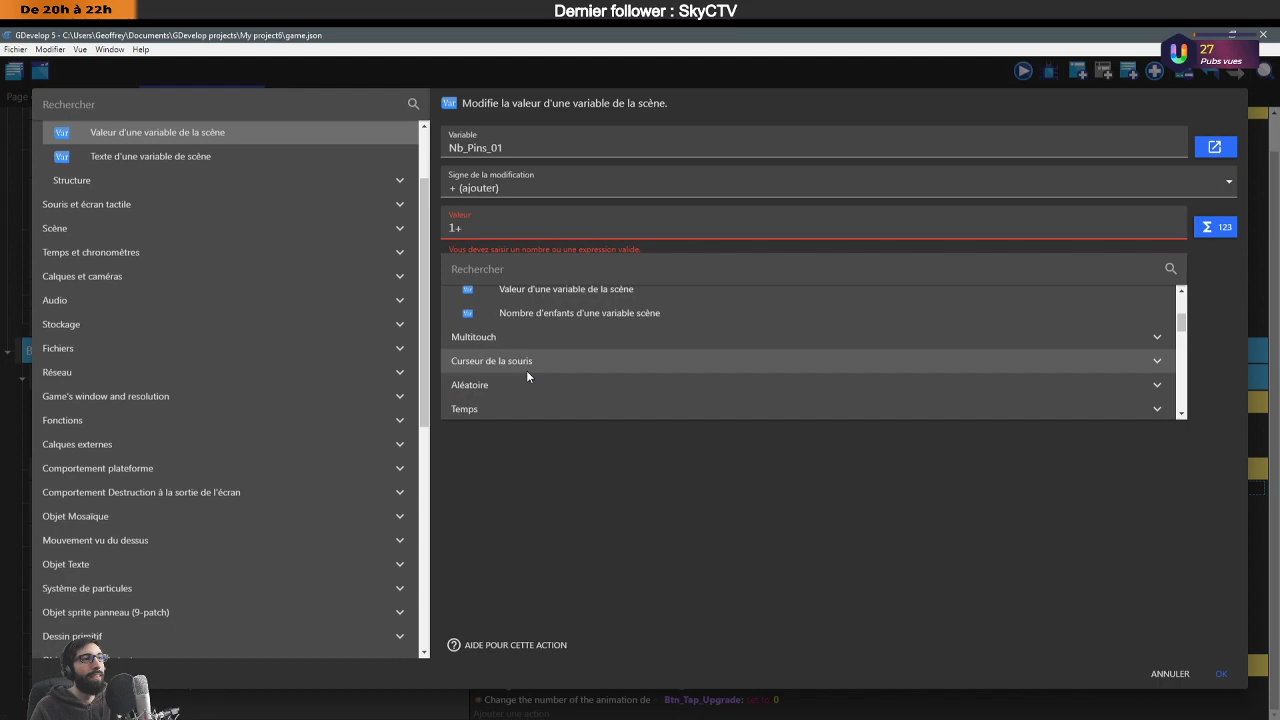 De 20h à 22h
Dernier follower : SkyCTV
GDevelop 5 - C:\Users\Geoffrey\Documents\GDevelop projects\My project6\game.json
Fichier Modifier Vue Window Help
27
Pubs vues
Page
Rechercher
Valeur d'une variable de la scène
Texte d'une variable de scène
Structure
Souris et écran tactile
Scène
Temps et chronomètres
Calques et caméras
Audio
Stockage
Fichiers
Réseau
Game's window and resolution
Fonctions
Calques externes
Comportement plateforme
Comportement Destruction à la sortie de l'écran
Objet Mosaïque
Mouvement vu du dessus
Objet Texte
Système de particules
Objet sprite panneau (9-patch)
Dessin primitif
Modifie la valeur d'une variable de la scène.
Variable
Nb_Pins_01
Signe de la modification
+ (ajouter)
Valeur
1+
123
Vous devez saisir un nombre ou une expression valide.
Rechercher
Valeur d'une variable de la scène
Nombre d'enfants d'une variable scène
Multitouch
Curseur de la souris
Aléatoire
Temps
AIDE POUR CETTE ACTION
ANNULER OK
Change the number of the animation de Btn_Tap_Upgrade: set to 0
Ajouter une action